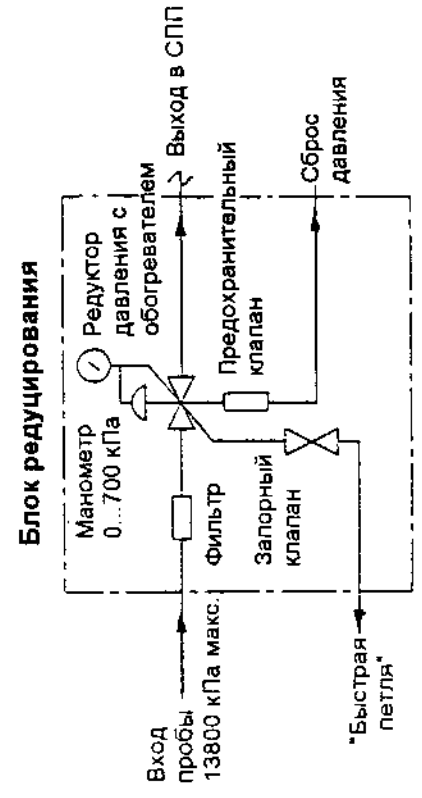 Блок редуцирования
Манометр
0...700 кПа
Редуктор
давления с
обогревателем
Выход в СПП
Вход
пробы
13800 кПа макс.
Фильтр
Предохранительный
клапан
Запорный
клапан
Сброс
давления
"Быстрая
петля"